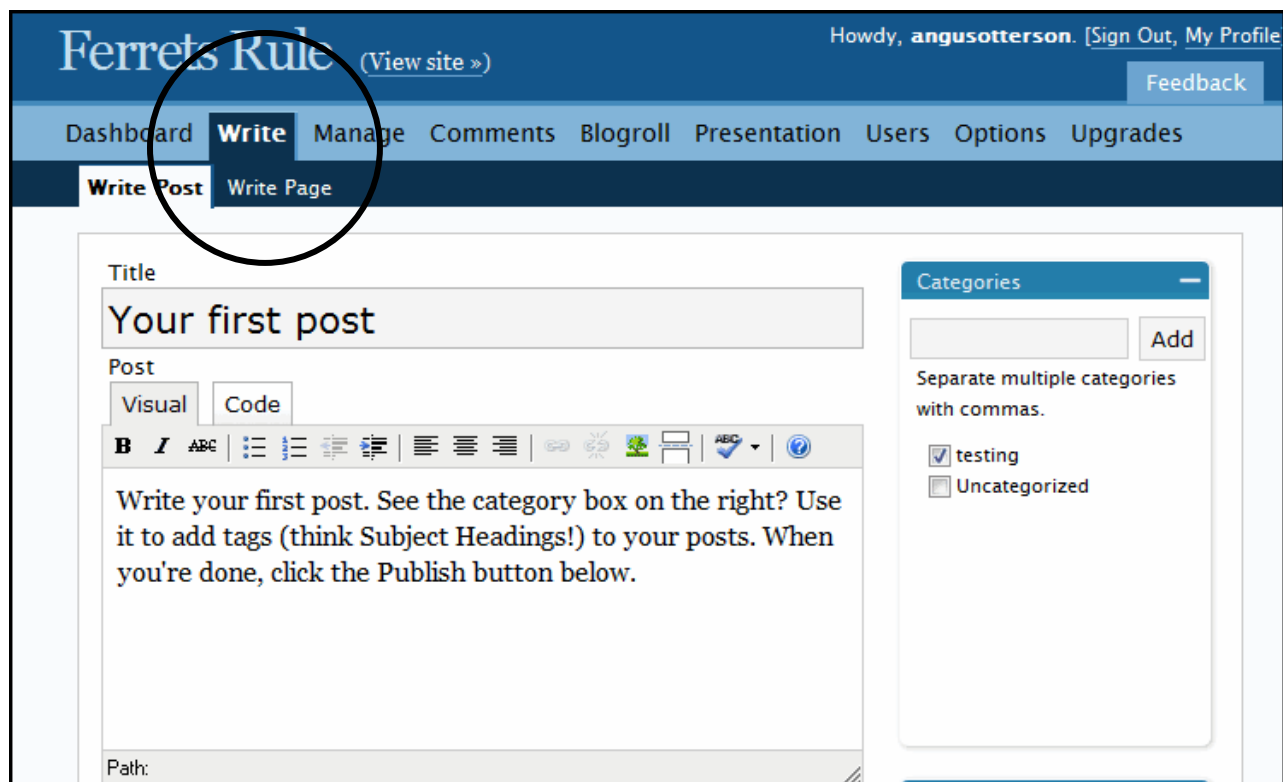 Ferrets Rule (View site »)
Howdy, angusotterson. [Sign Out, My Profile
Feedback
Dashboard Write Manage Comments Blogroll Presentation Users Options Upgrades
Write Post Write Page
Title
Your first post
Post
Visual Code
B I ABC ABC
Write your first post. See the category box on the right? Use
it to add tags (think Subject Headings!) to your posts. When
you're done, click the Publish button below.
Path:
Categories
Add
Separate multiple categories
with commas.
testing
Uncategorized